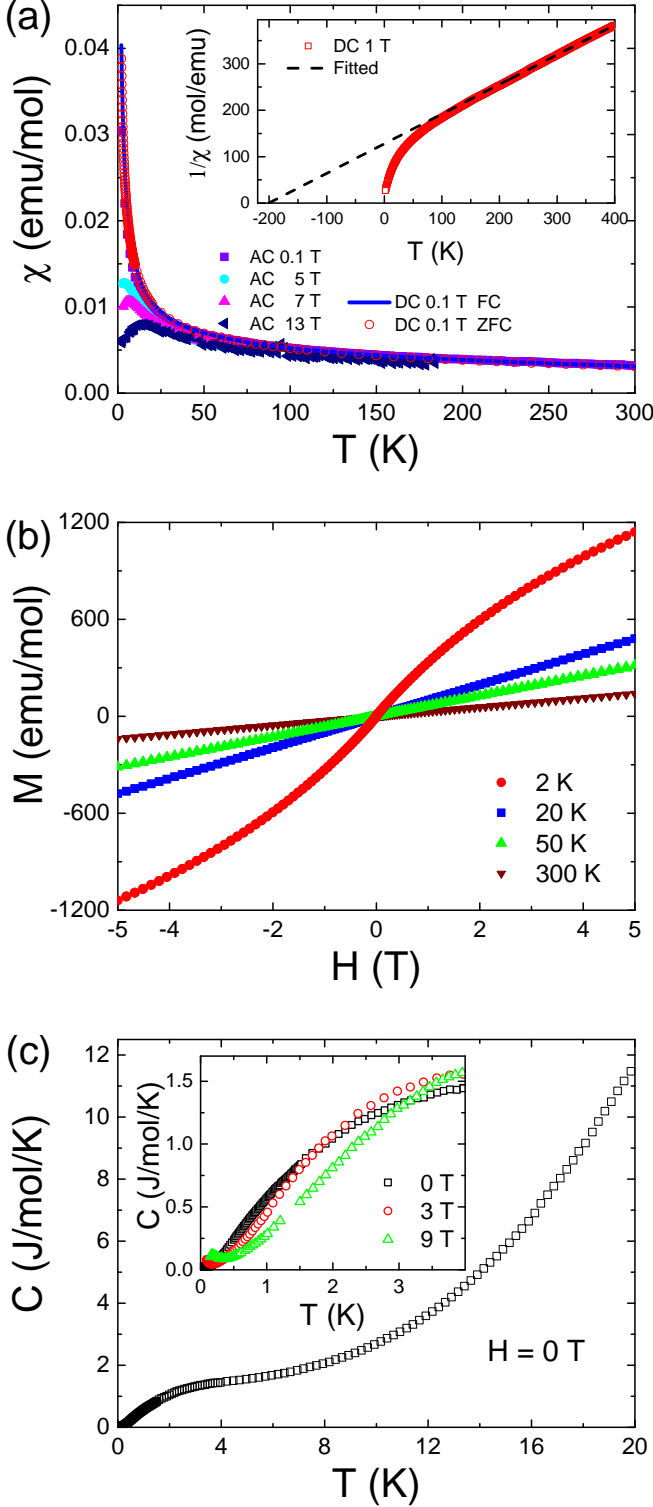 (a)
0.04
0.03
0.02
0.01
0.00
χ (emu/mol)
0 50 100 150 200 250 300
T (K)
300
200
100
0
1/χ (mol/emu)
-200 -100 0 100 200 300 400
T (K)
DC 1 T
Fitted
AC 0.1 T
AC 5 T
AC 7 T
AC 13 T
DC 0.1 T FC
DC 0.1 T ZFC
(b)
1200
600
0
-600
-1200
M (emu/mol)
-5 -4 -2 0 2 4 5
H (T)
2 K
20 K
50 K
300 K
(c)
12
10
8
6
4
2
0
C (J/mol/K)
0 4 8 12 16 20
T (K)
1.5
1.0
0.5
0.0
C (J/mol/K)
0 1 2 3
T (K)
0 T
3 T
9 T
H = 0 T